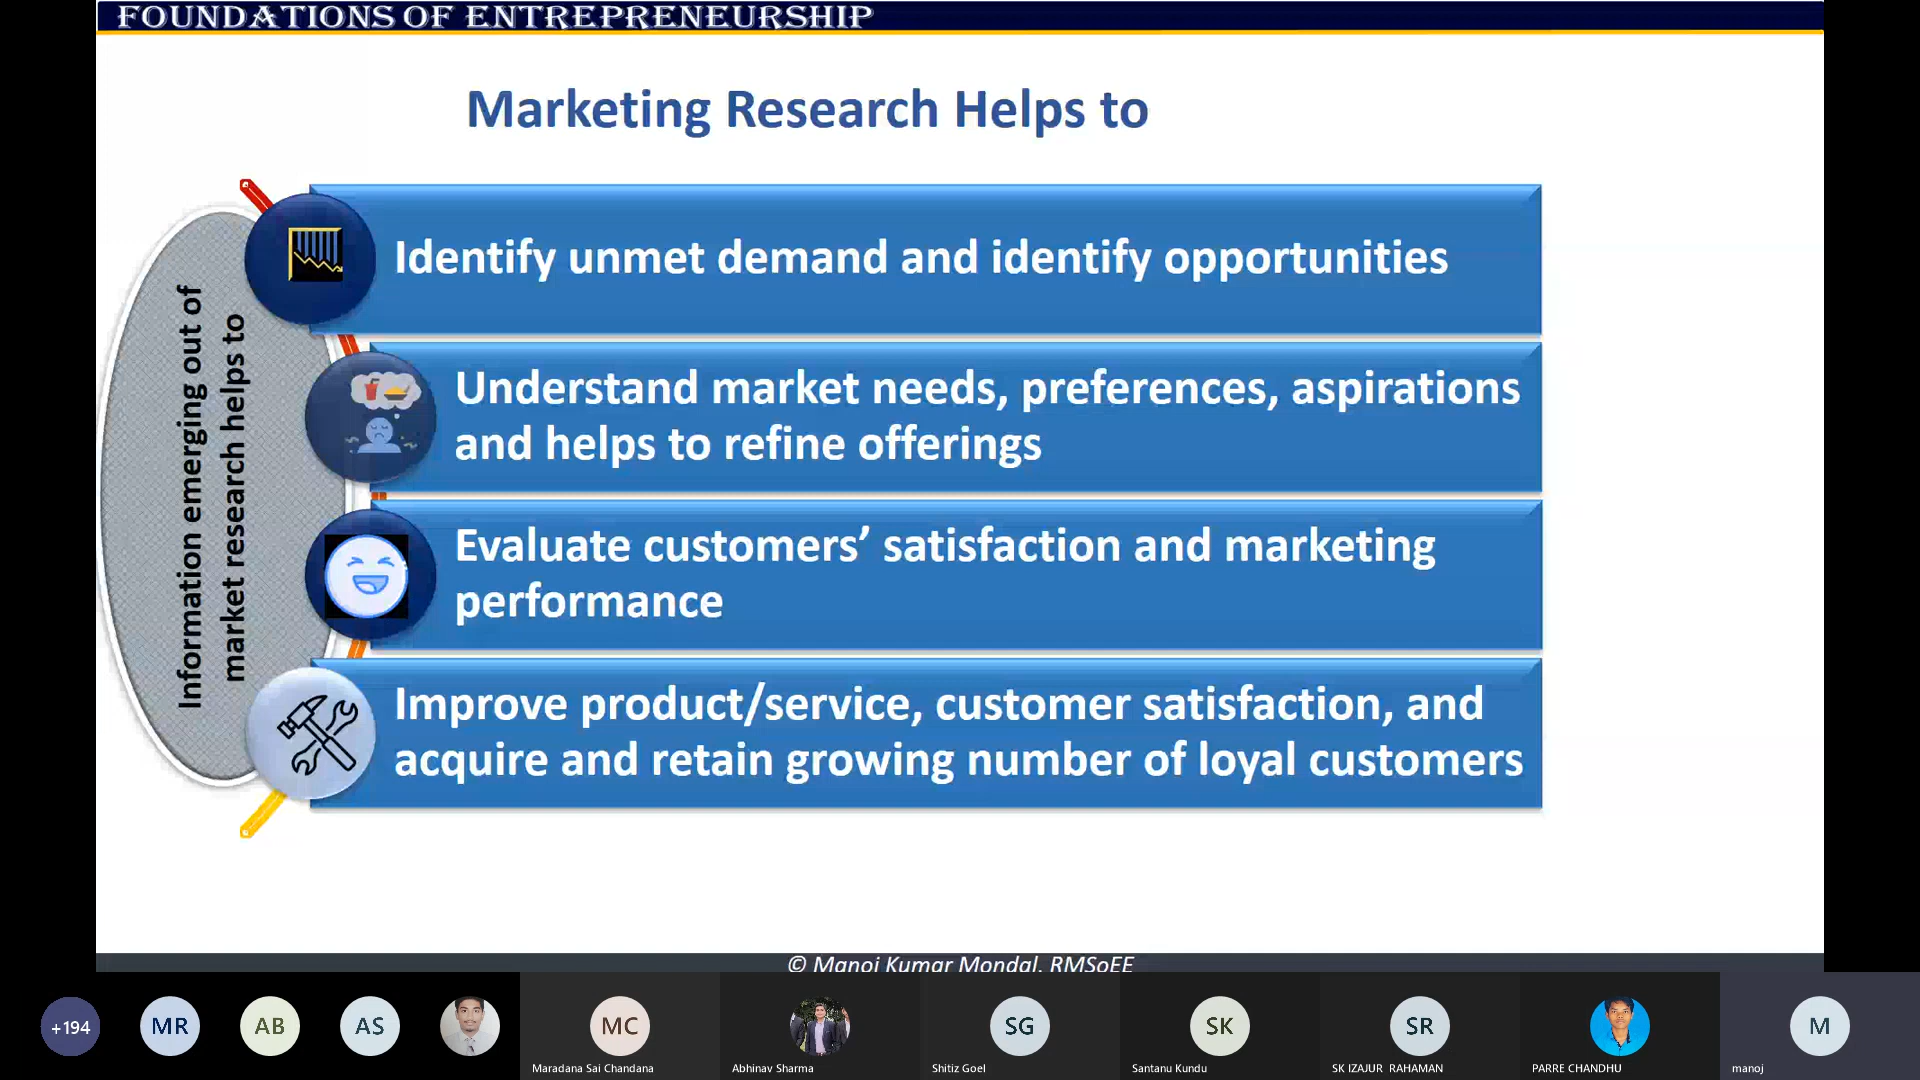 FOUNDATIONS OF ENTREPRENEURSHIP
Marketing Research Helps to
Information emerging out of
market research helps to
Identify unmet demand and identify opportunities
Understand market needs, preferences, aspirations
and helps to refine offerings
Evaluate customers’ satisfaction and marketing
performance
Improve product/service, customer satisfaction, and
acquire and retain growing number of loyal customers
© Manoj Kumar Mondal, RMSoEE
+194
MR
AB
AS
MC
Maradana Sai Chandana
Abhinav Sharma
SG
Shitiz Goel
SK
Santanu Kundu
SR
SK IZAJUR RAHAMAN
PARRE CHANDHU
M
manoj